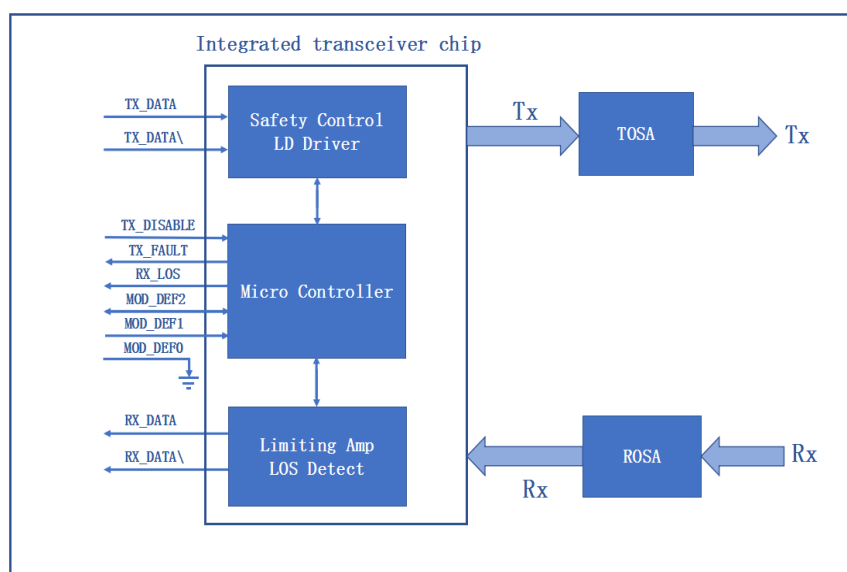 Integrated transceiver chip
TX_DATA
TX_DATA\
Safety Control
LD Driver
Tx
TOSA
Tx
TX_DISABLE
TX_FAULT
RX_LOS
MOD_DEF2
MOD_DEF1
MOD_DEF0
Micro Controller
RX_DATA
RX_DATA\
Limiting Amp
LOS Detect
Rx
ROSA
Rx